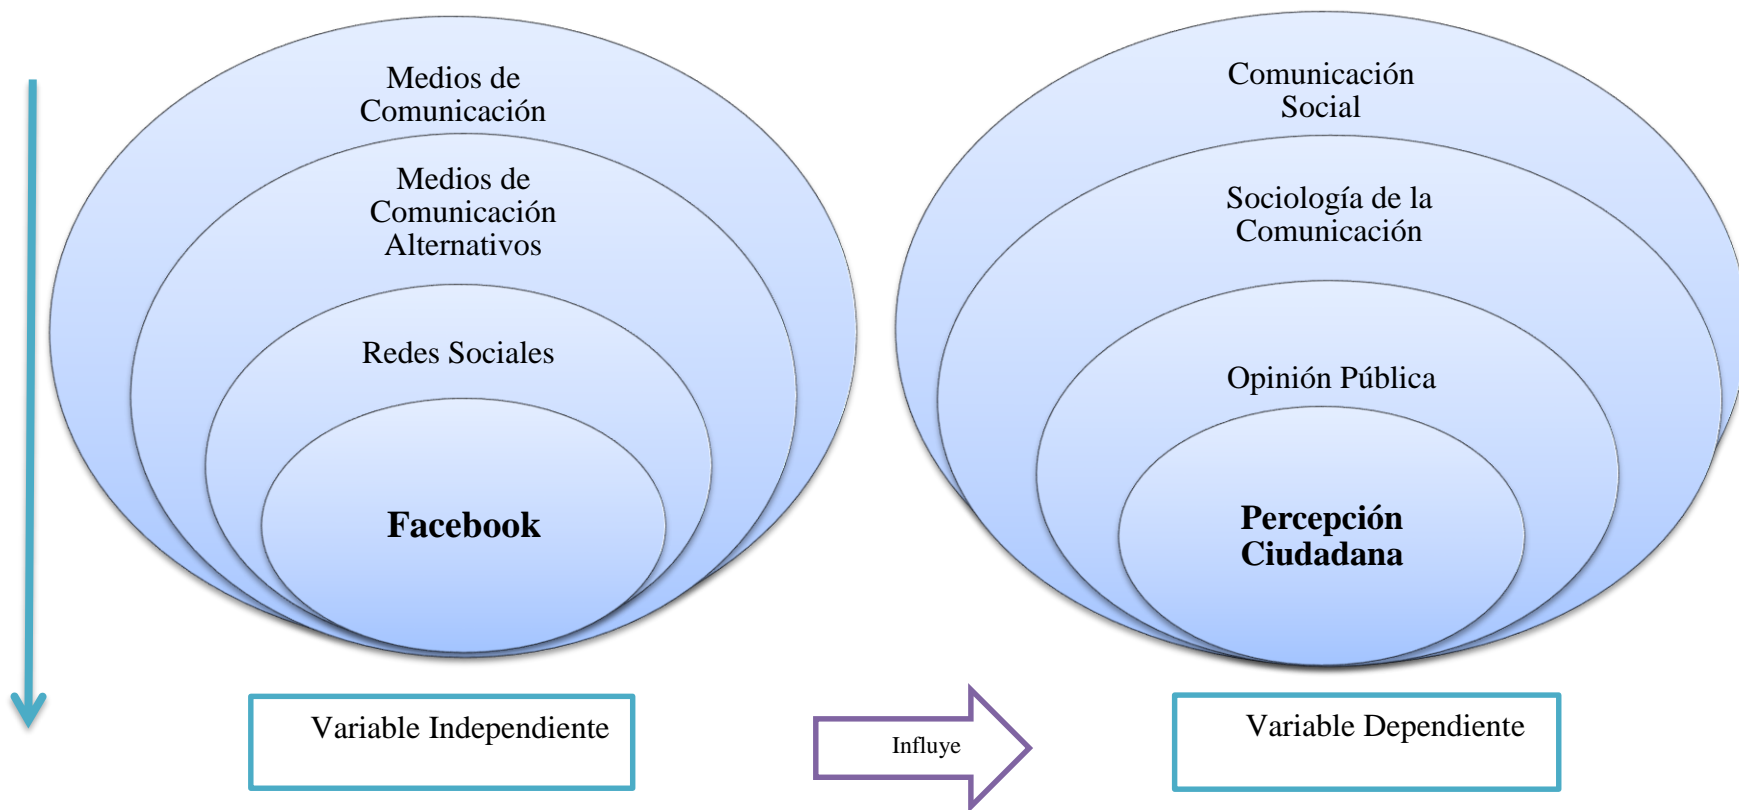 Medios de
Comunicación
Medios de
Comunicación
Alternativos
Redes Sociales
Facebook
Variable Independiente
Influye
Comunicación
Social
Sociología de la
Comunicación
Opinión Pública
Percepción
Ciudadana
Variable Dependiente